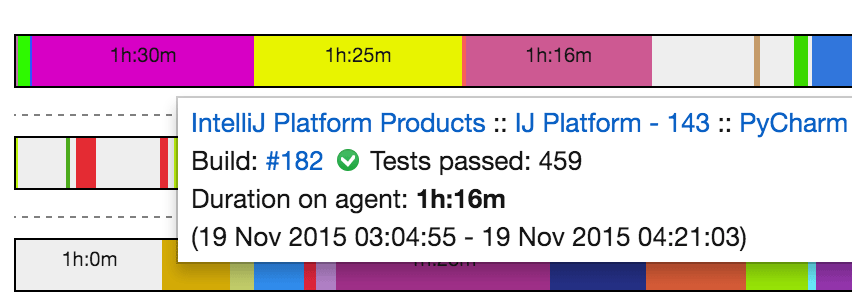 1h:30m 1h:25m 1h:16m
IntelliJ Platform Products :: IJ Platform - 143 :: PyCharm
Build: #182 Tests passed: 459
Duration on agent: 1h:16m
(19 Nov 2015 03:04:55 - 19 Nov 2015 04:21:03)
1h:0m